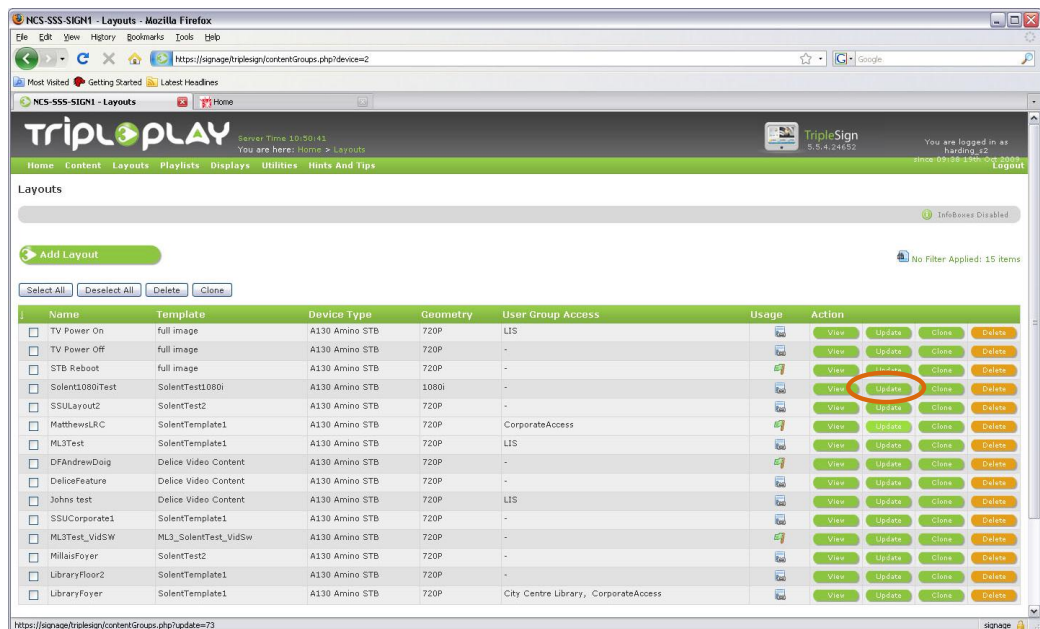 NCS-SSS-SIGN1 - Layouts - Mozilla Firefox
File Edit View History Bookmarks Tools Help
https://signage/triplesign/contentGroups.php?device=2
Google
Most Visited Getting Started Latest Headlines
NCS-SSS-SIGN1 - Layouts Home
TRIPLEPLAY Server Time 10:50:41
You are here: Home > Layouts
TripleSign
5.5.4.24652
You are logged in as
harding_s2
since 09:38 19th Oct 2009
Logout
Home Content Layouts Playlists Displays Utilities Hints And Tips
Layouts
InfoBoxes Disabled
Add Layout
No Filter Applied: 15 items
Select All Deselect All Delete Clone
Name Template Device Type Geometry User Group Access Usage Action
TV Power On full image A130 Amino STB 720P LIS View Update Clone Delete
TV Power Off full image A130 Amino STB 720P - View Update Clone Delete
STB Reboot full image A130 Amino STB 720P - View Update Clone Delete
Solent1080iTest SolentTest1080i A130 Amino STB 1080i - View Update Clone Delete
SSULayout2 SolentTest2 A130 Amino STB 720P - View Update Clone Delete
MatthewsLRC SolentTemplate1 A130 Amino STB 720P CorporateAccess View Update Clone Delete
ML3Test SolentTemplate1 A130 Amino STB 720P LIS View Update Clone Delete
DFAndrewDoig Delice Video Content A130 Amino STB 720P - View Update Clone Delete
DeliceFeature Delice Video Content A130 Amino STB 720P - View Update Clone Delete
Johns test Delice Video Content A130 Amino STB 720P LIS View Update Clone Delete
SSUCorporate1 SolentTemplate1 A130 Amino STB 720P - View Update Clone Delete
ML3Test_VidSW ML3_SolentTest_VidSw A130 Amino STB 720P - View Update Clone Delete
MillaisFoyer SolentTest2 A130 Amino STB 720P - View Update Clone Delete
LibraryFloor2 SolentTemplate1 A130 Amino STB 720P - View Update Clone Delete
LibraryFoyer SolentTemplate1 A130 Amino STB 720P City Centre Library, CorporateAccess View Update Clone Delete
https://signage/triplesign/contentGroups.php?update=73 signage